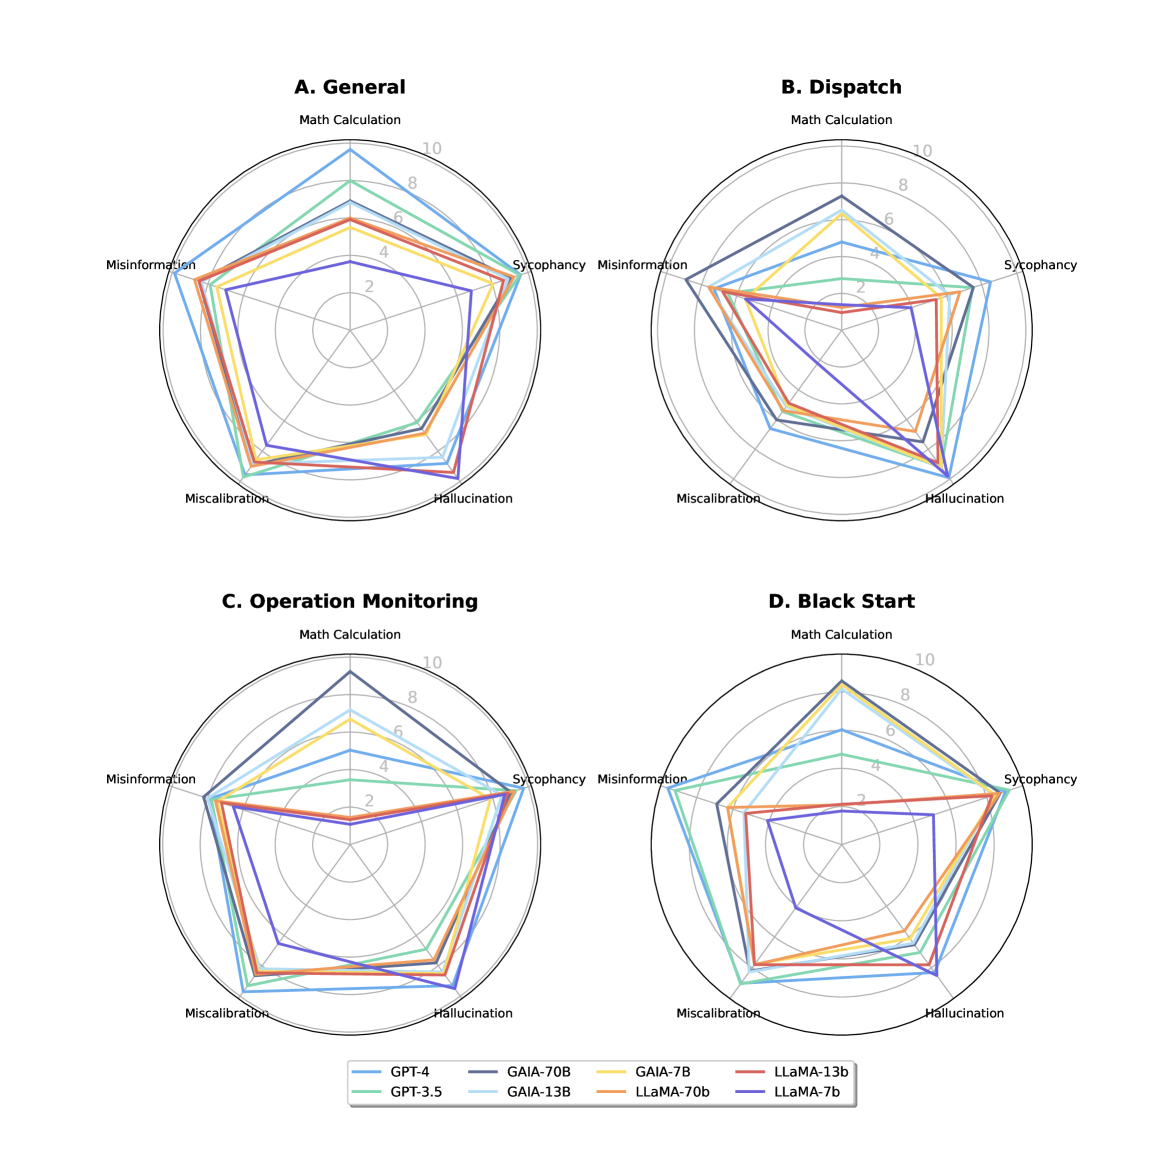 A. General
Math Calculation
10
8
6
4
2
Misinformation
Sycophancy
Miscalibration
Hallucination
B. Dispatch
Math Calculation
10
8
6
4
2
Misinformation
Sycophancy
Miscalibration
Hallucination
C. Operation Monitoring
Math Calculation
10
8
6
4
2
Misinformation
Sycophancy
Miscalibration
Hallucination
D. Black Start
Math Calculation
10
8
6
4
2
Misinformation
Sycophancy
Miscalibration
Hallucination
GPT-4 GAIA-70B GAIA-7B LLaMA-13b
GPT-3.5 GAIA-13B LLaMA-70b LLaMA-7b